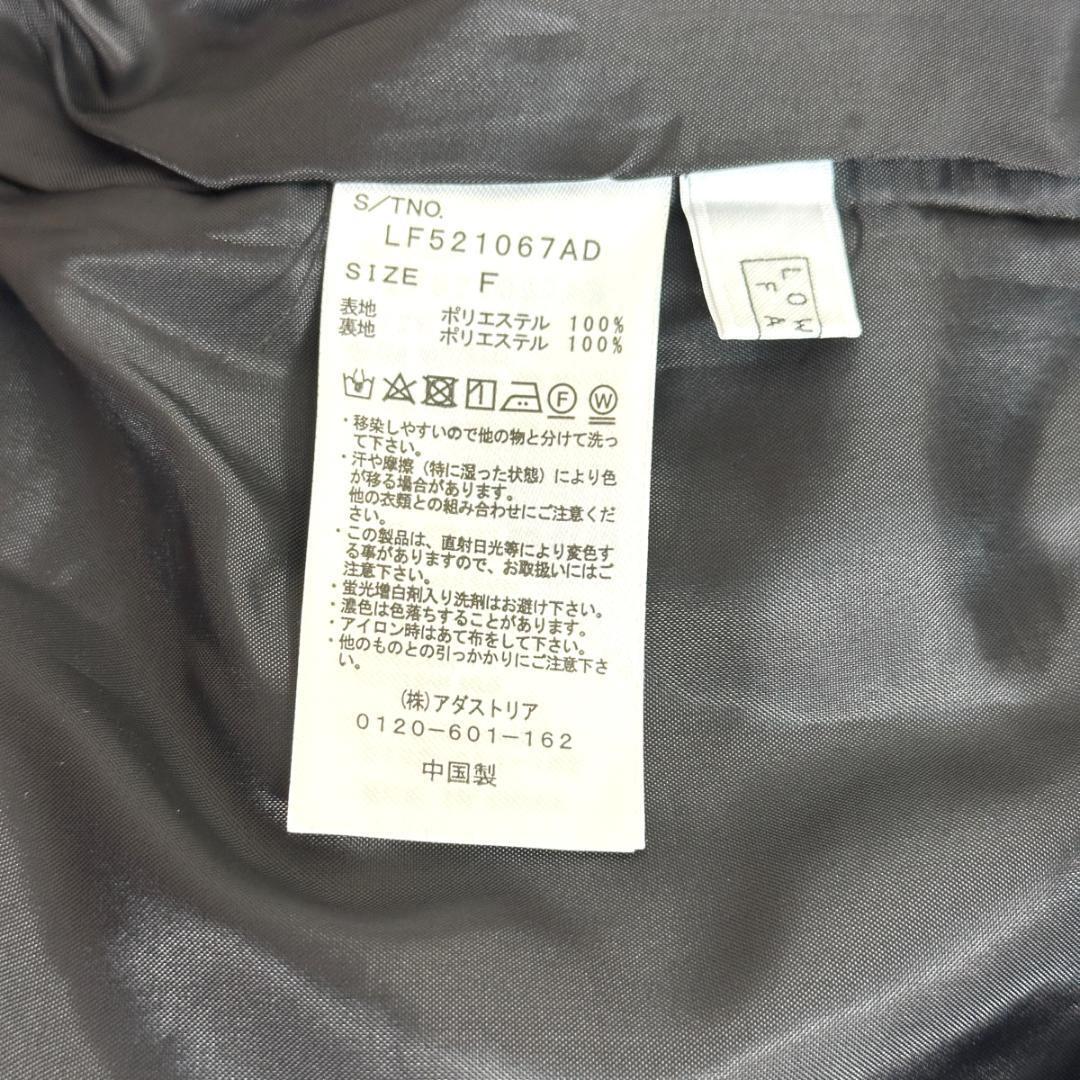 S/TNO.
LF521067AD
SIZE F
表地 ポリエステル 100%
裏地 ポリエステル 100%
F W
・移染しやすいので他の物と分けて洗っ
て下さい。
・汗や摩擦（特に湿った状態）により色
が移る場合があります。
他の衣類との組み合わせにご注意くだ
さい。
・この製品は、直射日光等により変色す
る事がありますので、お取扱いにはご
注意下さい。
・蛍光増白剤入り洗剤はお避け下さい。
・濃色は色落ちすることがあります。
・アイロン時はあて布をして下さい。
・他のものとの引っかかりにご注意下さ
い。
(株)アダストリア
0120-601-162
中国製
LOW
F A